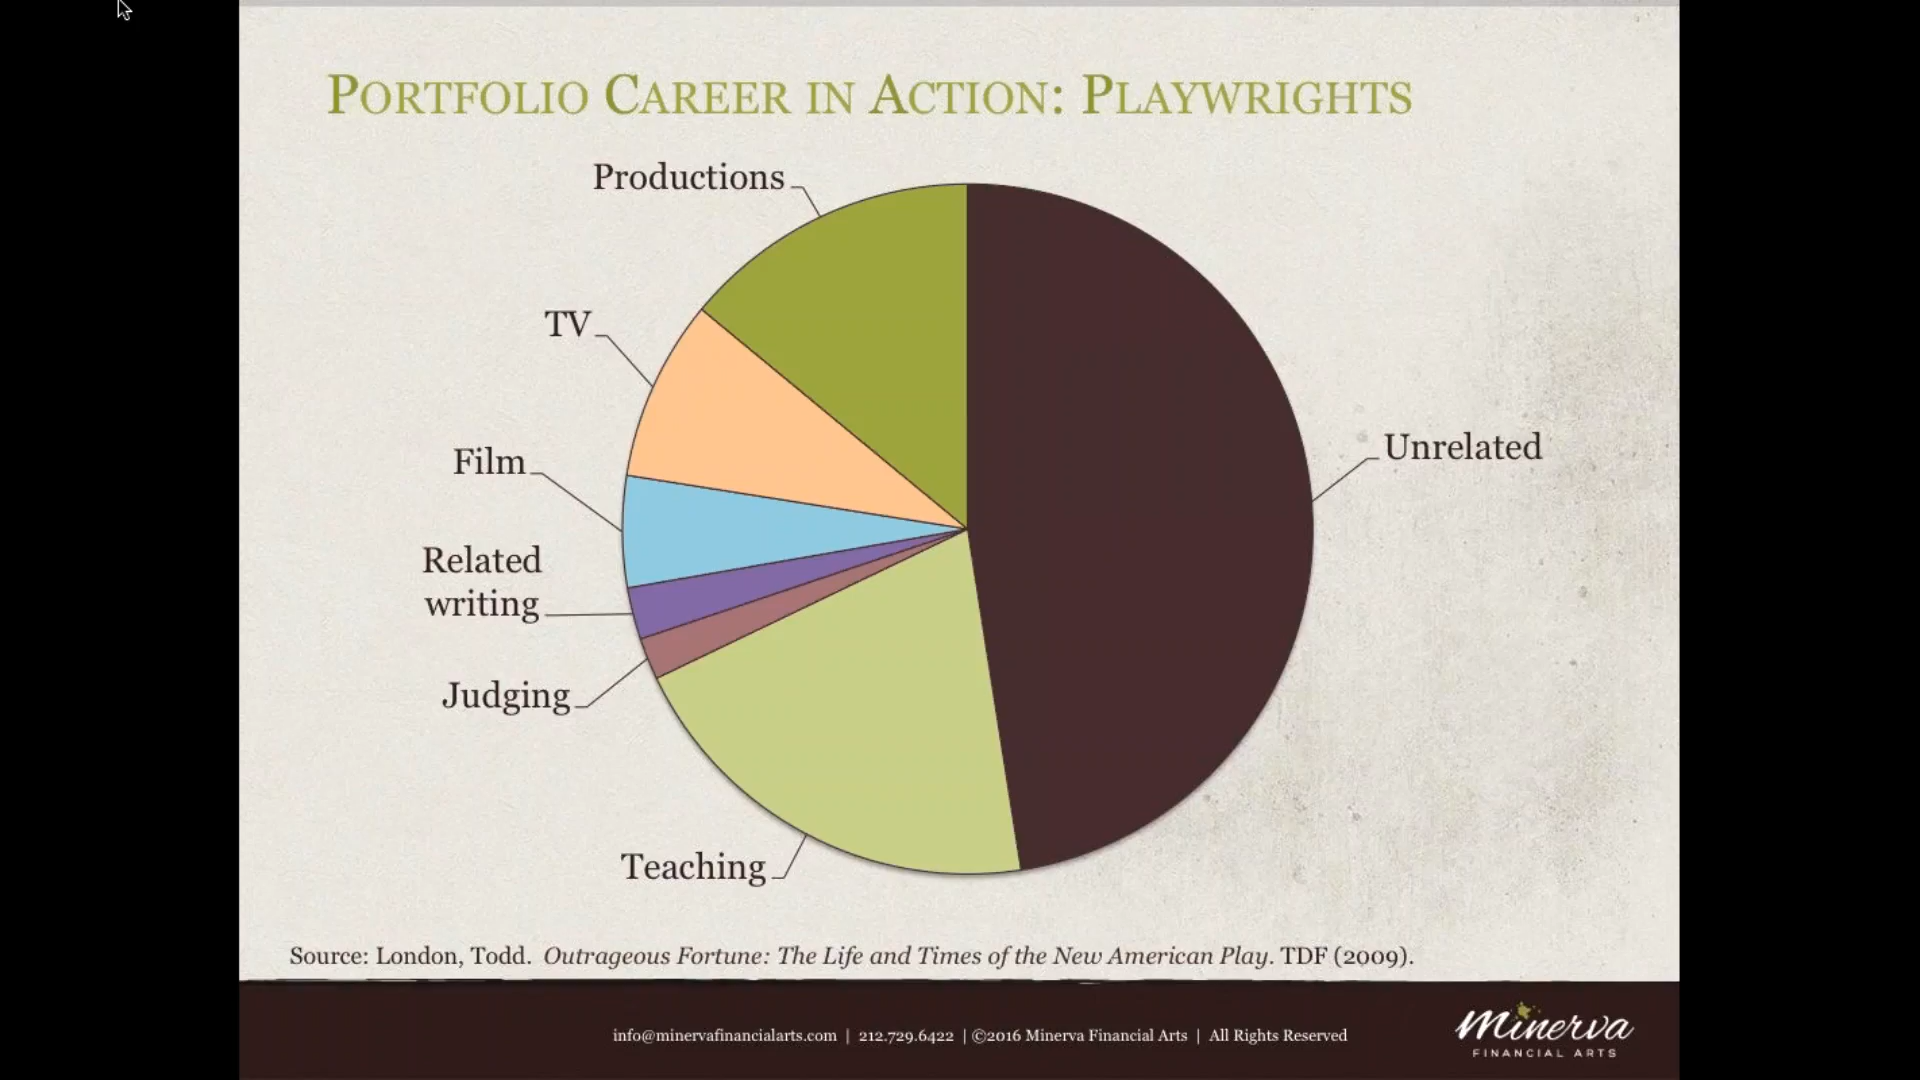 Portfolio Career in Action: Playwrights
Productions
TV
Film
Related
writing
Judging
Teaching
Unrelated
Source: London, Todd. Outrageous Fortune: The Life and Times of the New American Play. TDF (2009).
info@minervafinancialarts.com | 212.729.6422 | ©2016 Minerva Financial Arts | All Rights Reserved
Minerva
FINANCIAL ARTS